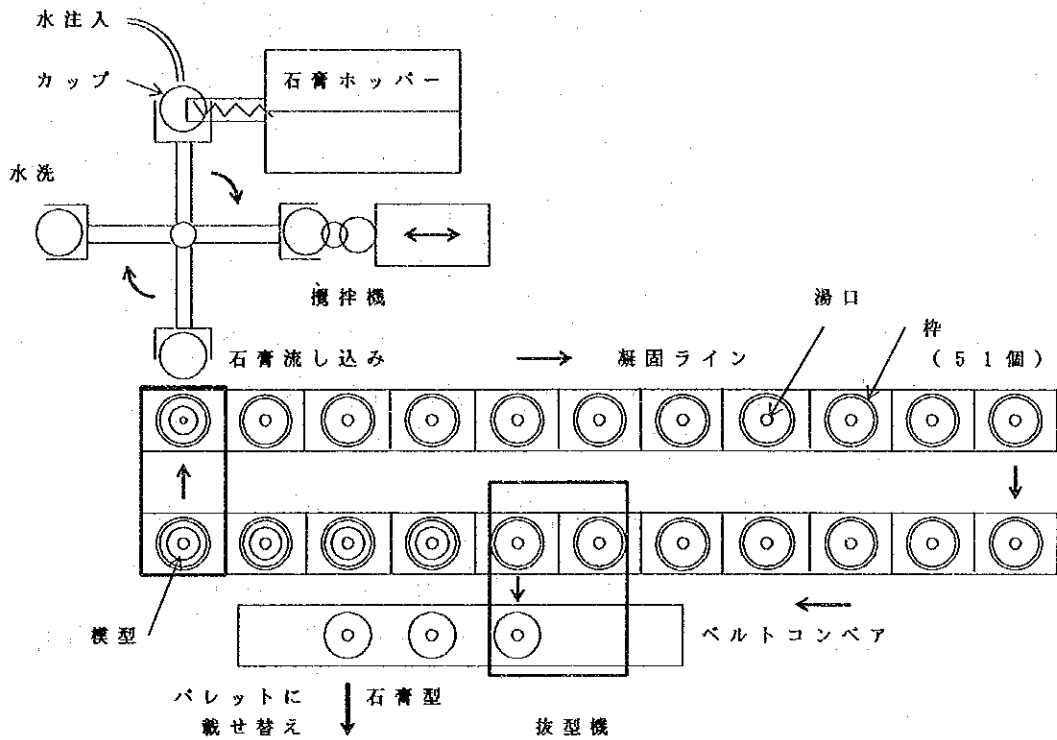 水注入
カップ
石膏ホッパー
水洗
攪拌機
湯口
枠
石膏流し込み
凝固ライン
(51個)
模型
ベルトコンベア
パレットに
載せ替え
石膏型
抜型機